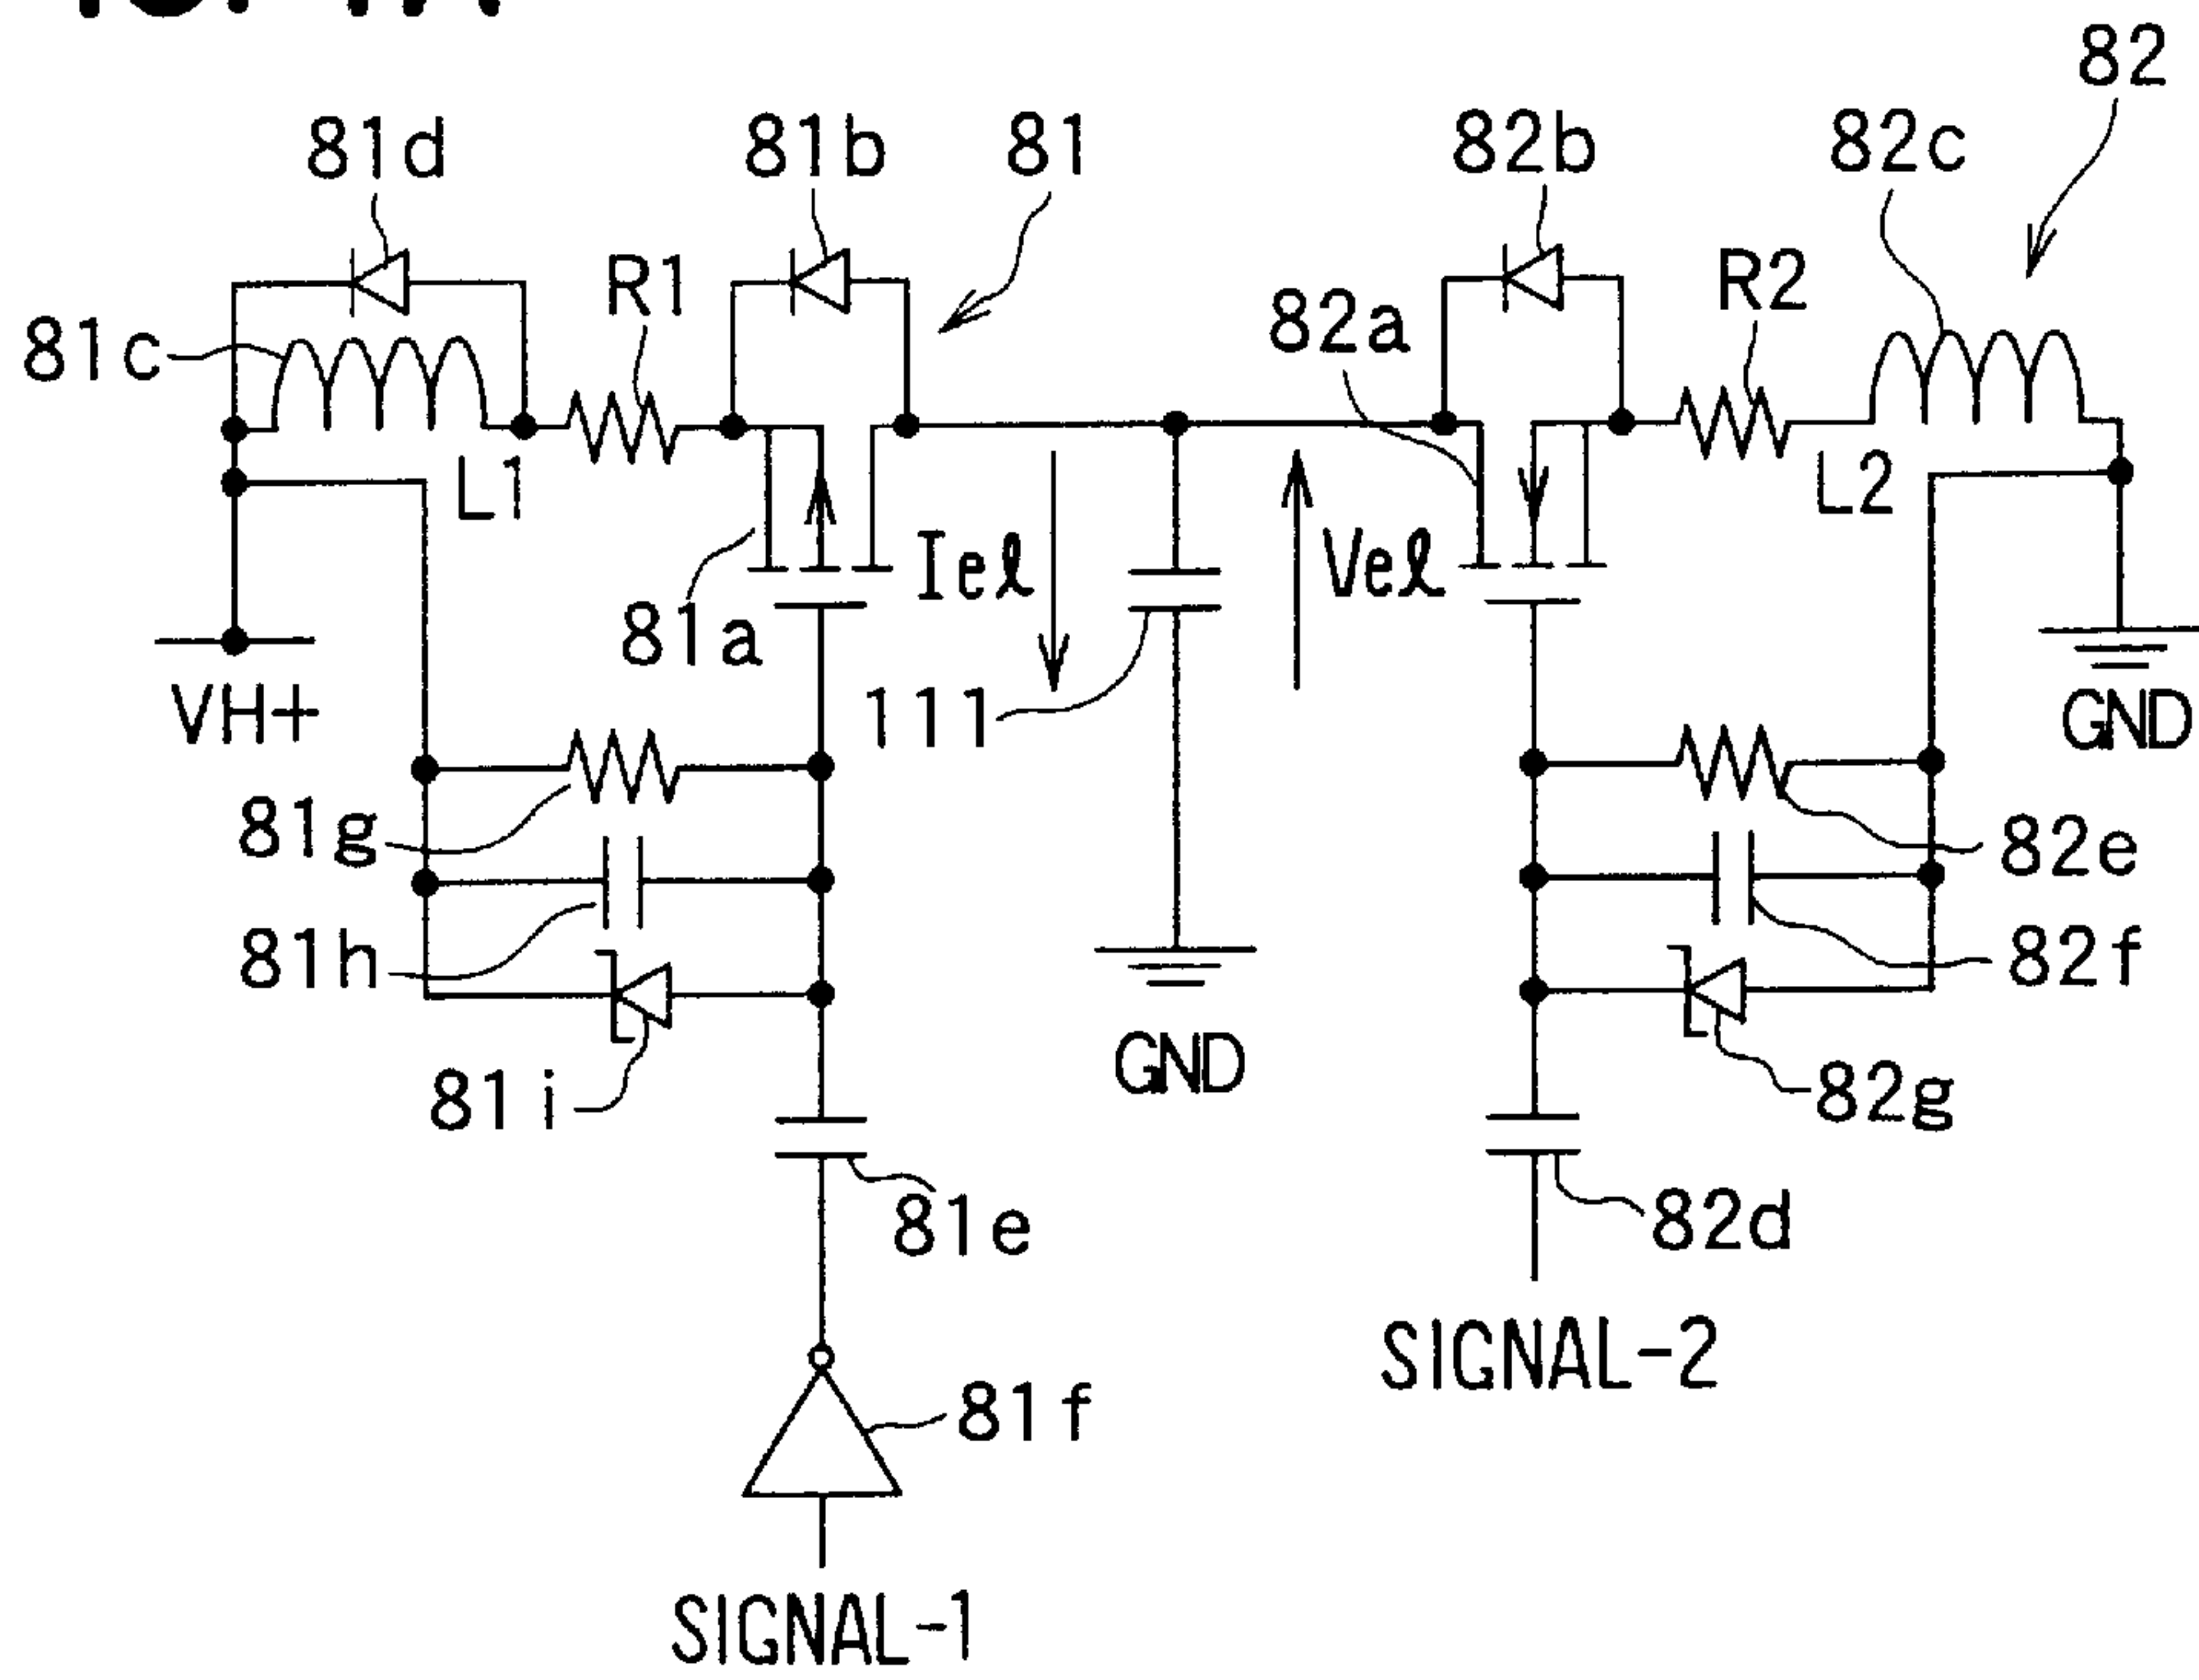 82
81d
81b
81
82b
82c
R1
R2
81c
82a
L1
L2
Ieℓ
Veℓ
81a
VH+
111
GND
81g
82e
81h
82f
GND
81i
82g
81e
82d
SIGNAL-2
81f
SIGNAL-1